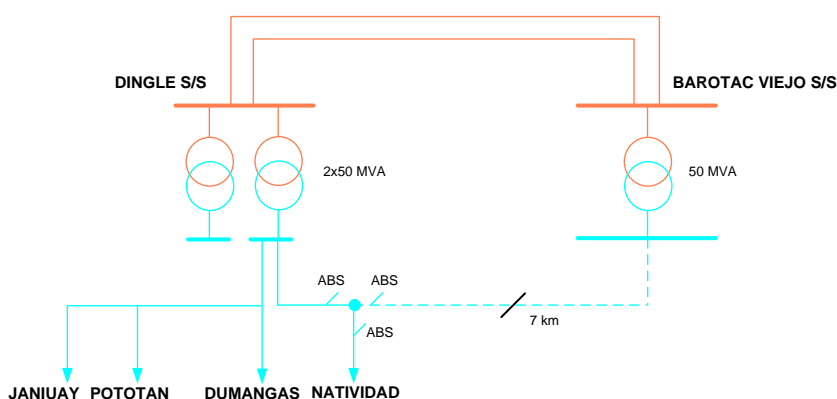 DINGLE S/S
BAROTAC VIEJO S/S
2x50 MVA
50 MVA
ABS
ABS
7 km
ABS
JANIUAY
POTOTAN
DUMANGAS
NATIVIDAD